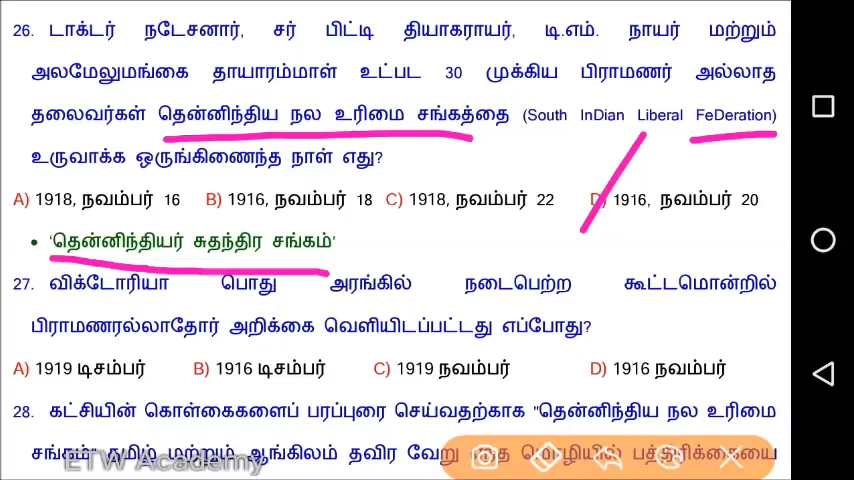 26. டாக்டர் நடேசனார், சர் பிட்டி தியாகராயர், டி.எம். நாயர் மற்றும்
அலமேலுமங்கை தாயாரம்மாள் உட்பட 30 முக்கிய பிராமணர் அல்லாத
தலைவர்கள் தென்னிந்திய நல உரிமை சங்கத்தை (South InDian Liberal FeDeration)
உருவாக்க ஒருங்கிணைந்த நாள் எது?
A) 1918, நவம்பர் 16 B) 1916, நவம்பர் 18 C) 1918, நவம்பர் 22 D) 1916, நவம்பர் 20
• 'தென்னிந்தியர் சுதந்திர சங்கம்'
27. விக்டோரியா பொது அரங்கில் நடைபெற்ற கூட்டமொன்றில்
பிராமணரல்லாதோர் அறிக்கை வெளியிடப்பட்டது எப்போது?
A) 1919 டிசம்பர் B) 1916 டிசம்பர் C) 1919 நவம்பர் D) 1916 நவம்பர்
28. கட்சியின் கொள்கைகளைப் பரப்புரை செய்வதற்காக "தென்னிந்திய நல உரிமை
சங்கம்" தமிழ் மற்றும் ஆங்கிலம் தவிர வேறு எந்த மொழியில் பத்திரிக்கையை
ETW Academy